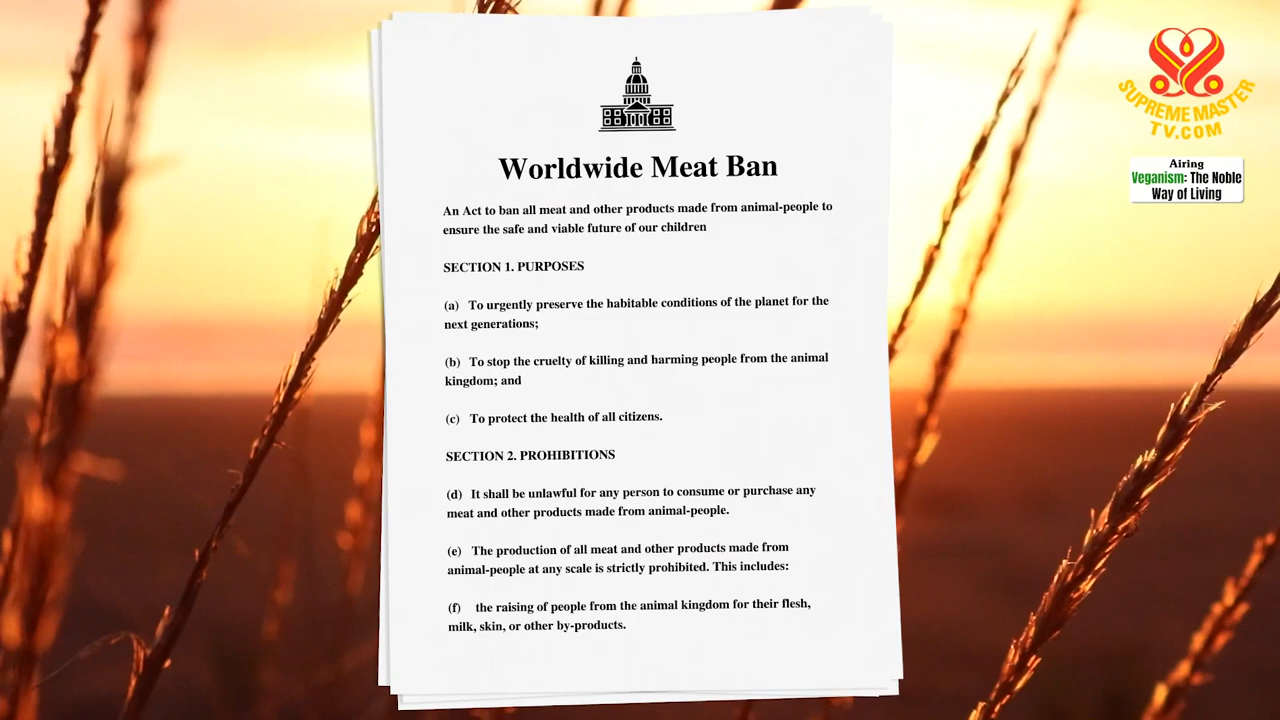 Worldwide Meat Ban
An Act to ban all meat and other products made from animal-people to
ensure the safe and viable future of our children
SECTION 1. PURPOSES
(a) To urgently preserve the habitable conditions of the planet for the
next generations;
(b) To stop the cruelty of killing and harming people from the animal
kingdom; and
(c) To protect the health of all citizens.
SECTION 2. PROHIBITIONS
(d) It shall be unlawful for any person to consume or purchase any
meat and other products made from animal-people.
(e) The production of all meat and other products made from
animal-people at any scale is strictly prohibited. This includes:
(f) the raising of people from the animal kingdom for their flesh,
milk, skin, or other by-products.
SUPREME MASTER
TV.COM
Airing
Veganism: The Noble
Way of Living